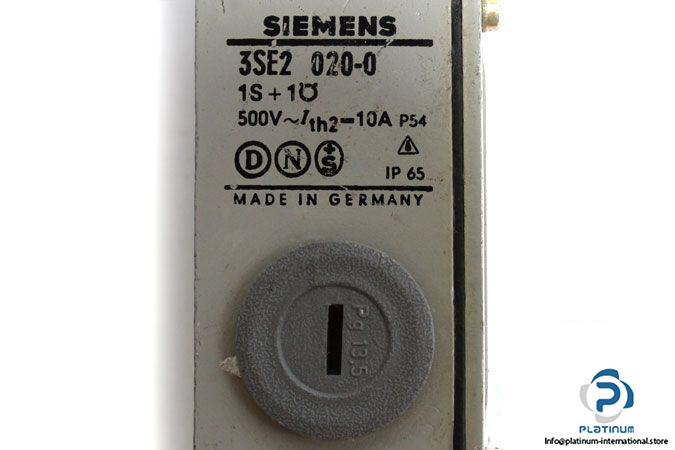 SIEMENS
3SE2 020-0
1S+1Ö
500V~Ith2-10A P54
D N +S
IP 65
MADE IN GERMANY
Pg 13,5
PLATINUM
info@platinum-international.store